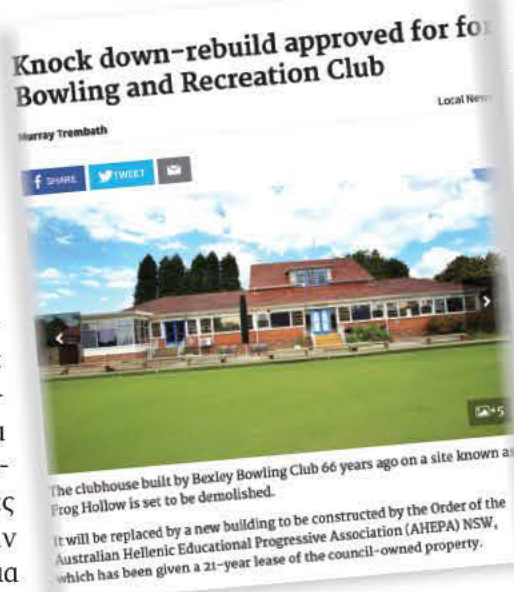 Knock down-rebuild approved for
Bowling and Recreation Club
Murray Trembath
Local
SHARE
TWEET
+5
The clubhouse built by Bexley Bowling Club 66 years ago on a site known
Frog Hollow is set to be demolished.
It will be replaced by a new building to be constructed by the Order of the
Australian Hellenic Educational Progressive Association (AHEPA) NSW,
which has been given a 21-year lease of the council-owned property.